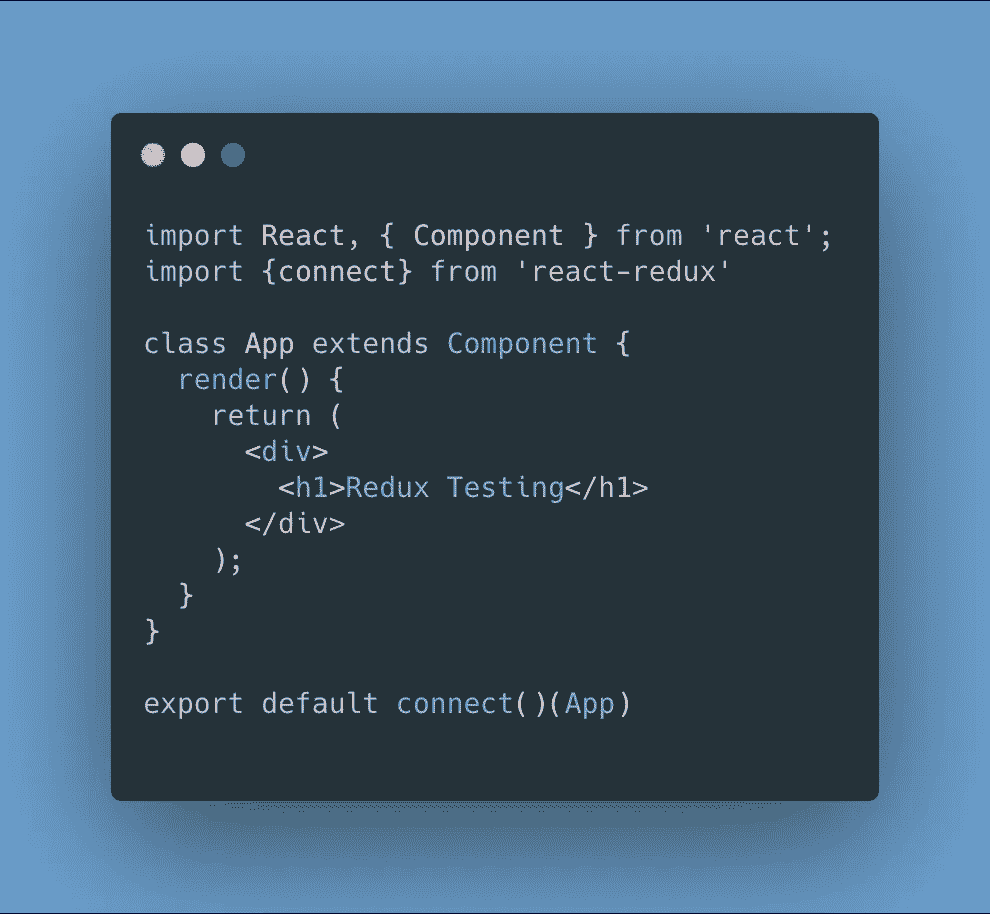 import React, { Component } from 'react';
import {connect} from 'react-redux'
class App extends Component {
render() {
return (
<div>
<h1>Redux Testing</h1>
</div>
);
}
}
export default connect()(App)